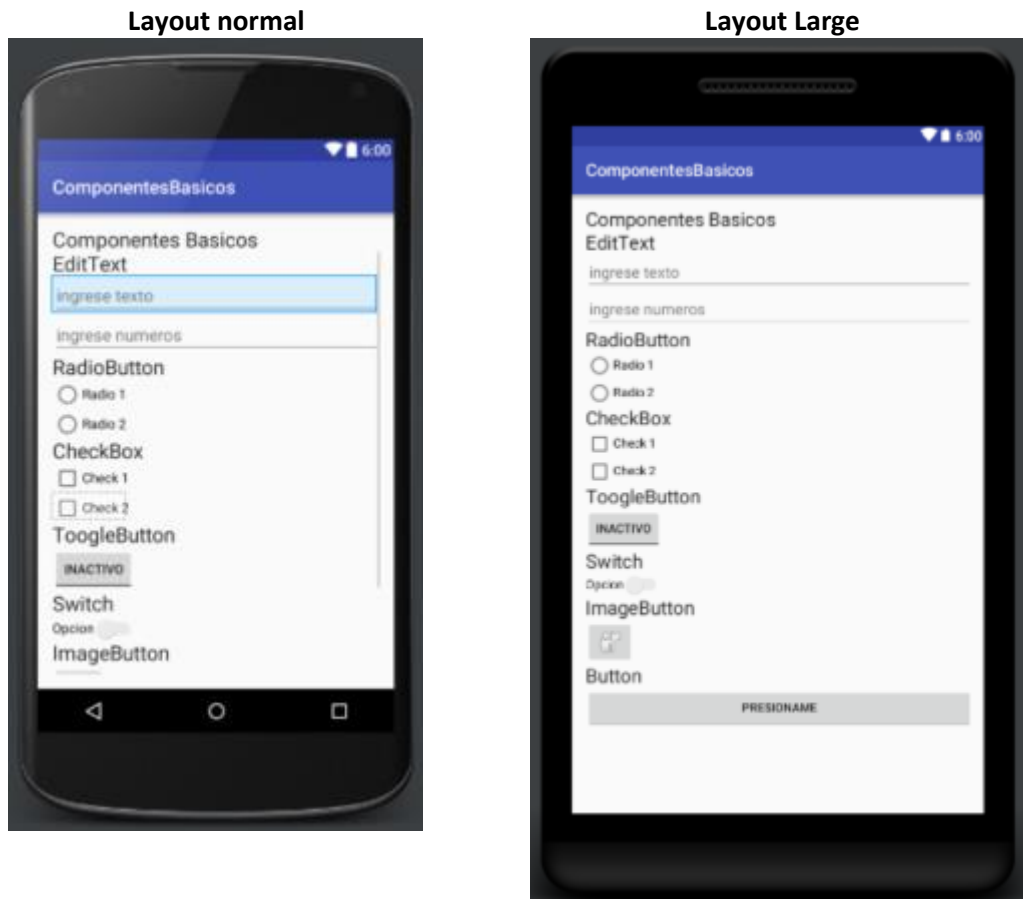 Layout normal
6:00
ComponentesBasicos
Componentes Basicos
EditText
ingrese texto
ingrese numeros
RadioButton
Radio 1
Radio 2
CheckBox
Check 1
Check 2
ToogleButton
INACTIVO
Switch
Opcion
ImageButton
Layout Large
6:00
ComponentesBasicos
Componentes Basicos
EditText
ingrese texto
ingrese numeros
RadioButton
Radio 1
Radio 2
CheckBox
Check 1
Check 2
ToogleButton
INACTIVO
Switch
Opcion
ImageButton
Button
PRESIONAME